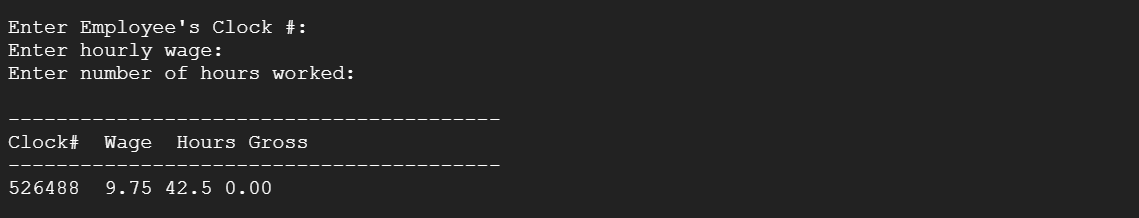 Enter Employee's Clock #:
Enter hourly wage:
Enter number of hours worked:
-----------------------------------------
Clock#  Wage  Hours Gross
-----------------------------------------
526488  9.75 42.5 0.00